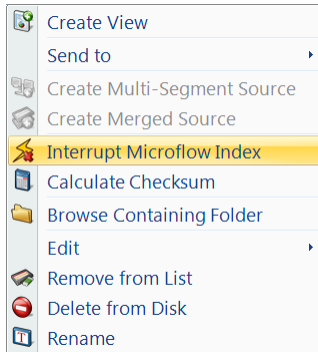 Create View
Send to
Create Multi-Segment Source
Create Merged Source
Interrupt Microflow Index
Calculate Checksum
Browse Containing Folder
Edit
Remove from List
Delete from Disk
Rename